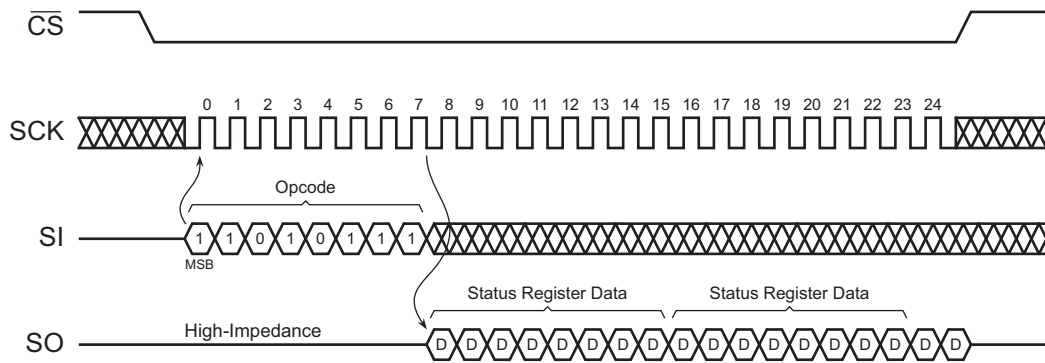 CS
0 1 2 3 4 5 6 7 8 9 10 11 12 13 14 15 16 17 18 19 20 21 22 23 24
SCK
Opcode
SI 1 1 0 1 0 1 1 1
MSB
Status Register Data Status Register Data
High-Impedance
SO D D D D D D D D D D D D D D D D D D